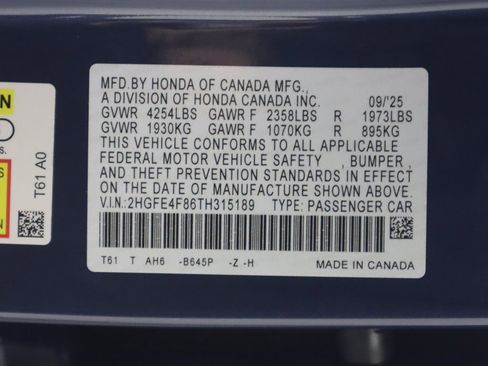 MFD.BY HONDA OF CANADA MFG.,
A DIVISION OF HONDA CANADA INC. 09/'25
GVWR 4254LBS GAWR F 2358LBS R 1973LBS
GVWR 1930KG GAWR F 1070KG R 895KG
THIS VEHICLE CONFORMS TO ALL APPLICABLE
FEDERAL MOTOR VEHICLE SAFETY , BUMPER ,
AND THEFT PREVENTION STANDARDS IN EFFECT
ON THE DATE OF MANUFACTURE SHOWN ABOVE.
V.I.N.:2HGFE4F86TH315189 TYPE: PASSENGER CAR
T61 T AH6 -B645P -Z -H MADE IN CANADA
T61 A0